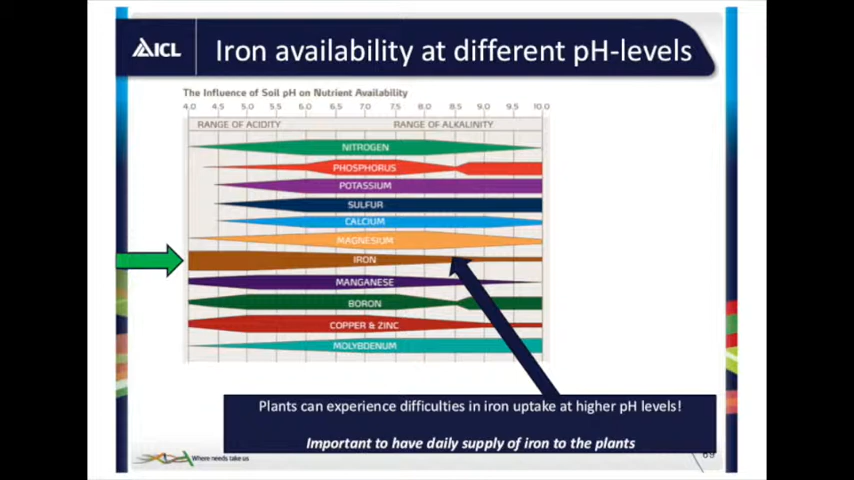 ICL
Iron availability at different pH-levels
The Influence of Soil pH on Nutrient Availability
4.0 4.5 5.0 5.5 6.0 6.5 7.0 7.5 8.0 8.5 9.0 9.5 10.0
RANGE OF ACIDITY RANGE OF ALKALINITY
NITROGEN
PHOSPHORUS
POTASSIUM
SULFUR
CALCIUM
MAGNESIUM
IRON
MANGANESE
BORON
COPPER & ZINC
MOLYBDENUM
Plants can experience difficulties in iron uptake at higher pH levels!
Important to have daily supply of iron to the plants
Where needs take us
69